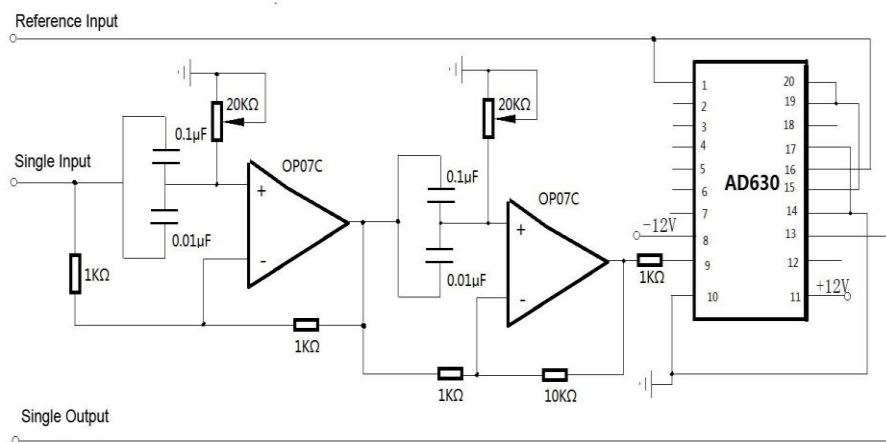 Reference Input
20KΩ
0.1μF
Single Input
0.01μF
OP07C
+
-
1KΩ
1KΩ
20KΩ
0.1μF
0.01μF
OP07C
+
-
1KΩ
10KΩ
1KΩ
-12V
AD630
1
2
3
4
5
6
7
8
9
10
20
19
18
17
16
15
14
13
12
11
+12V
Single Output